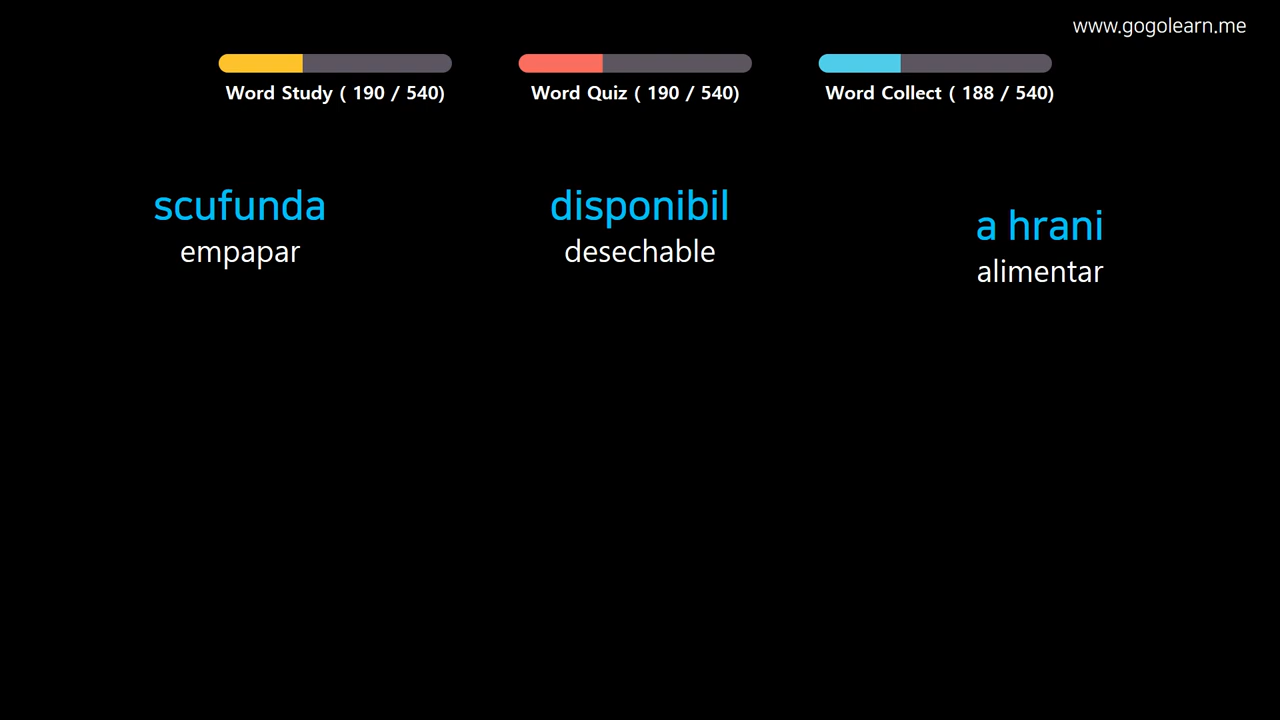 www.gogolearn.me
Word Study ( 190 / 540)
Word Quiz ( 190 / 540)
Word Collect ( 188 / 540)
scufunda
empapar
disponibil
desechable
a hrani
alimentar